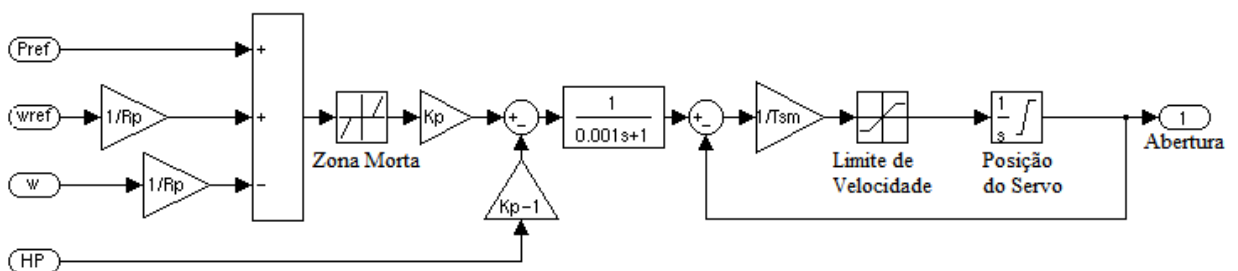 Pref
+
wref
1/Rp
+
Zona Morta
Kp
+
-
1
0.001s+1
+
-
1/Tsm
Limite de
Velocidade
1
s
Posição
do Servo
1
Abertura
w
1/Rp
-
Kp-1
HP